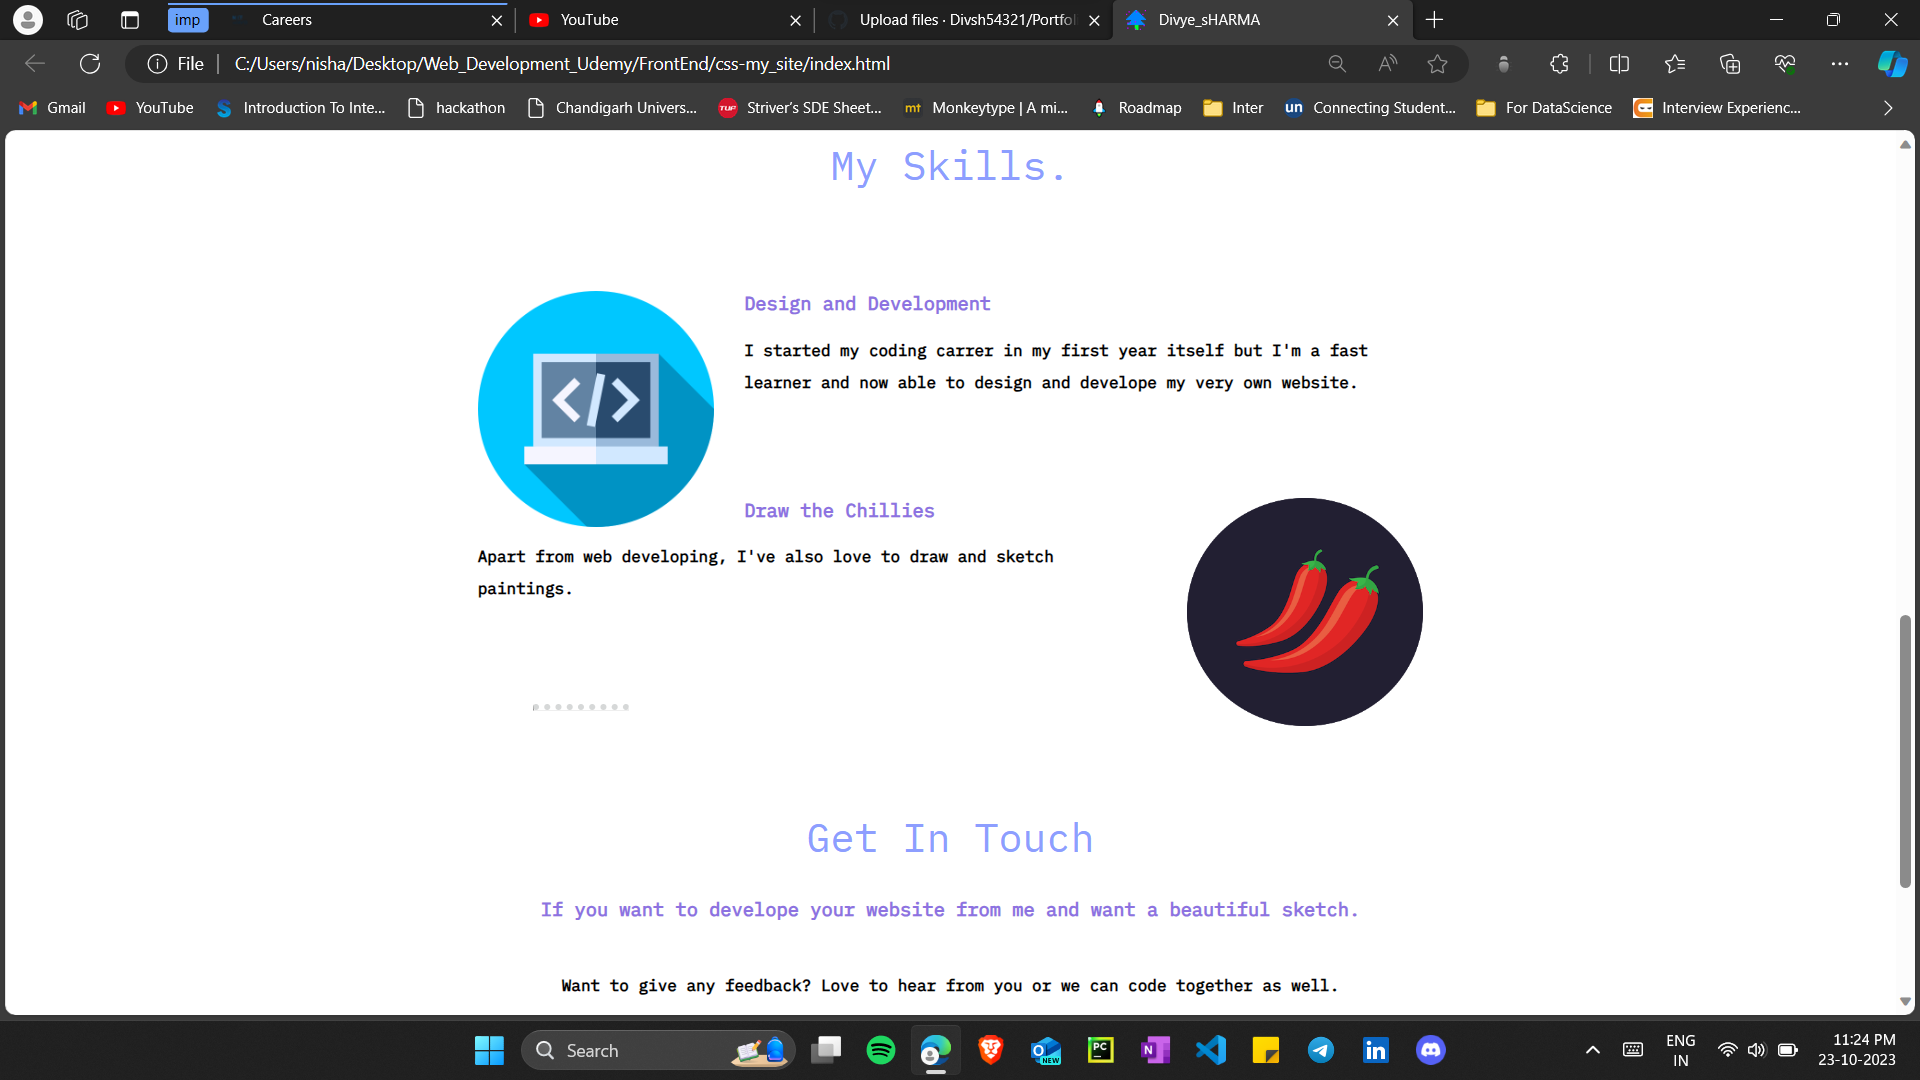 imp
Careers
YouTube
Upload files · Divsh54321/Portfol
Divye_sHARMA
File
C:/Users/nisha/Desktop/Web_Development_Udemy/FrontEnd/css-my_site/index.html
Gmail
YouTube
Introduction To Inte...
hackathon
Chandigarh Univers...
Striver's SDE Sheet...
mt
Monkeytype | A mi...
Roadmap
Inter
un
Connecting Student...
For DataScience
Interview Experienc...
My Skills.
Design and Development
I started my coding carrer in my first year itself but I'm a fast
learner and now able to design and develope my very own website.
Draw the Chillies
Apart from web developing, I've also love to draw and sketch
paintings.
Get In Touch
If you want to develope your website from me and want a beautiful sketch.
Want to give any feedback? Love to hear from you or we can code together as well.
Search
NEW
PC
N
in
ENG
IN
11:24 PM
23-10-2023